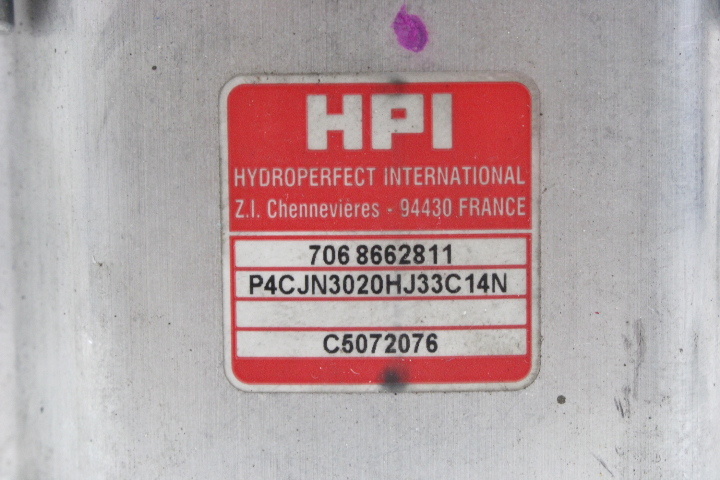 HPI
HYDROPERFECT INTERNATIONAL
Z.I. Chennevières - 94430 FRANCE
706 8662811
P4CJN3020HJ33C14N
C5072076